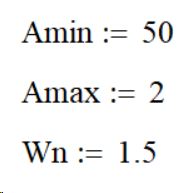 Amin := 50
Amax := 2
Wn := 1.5